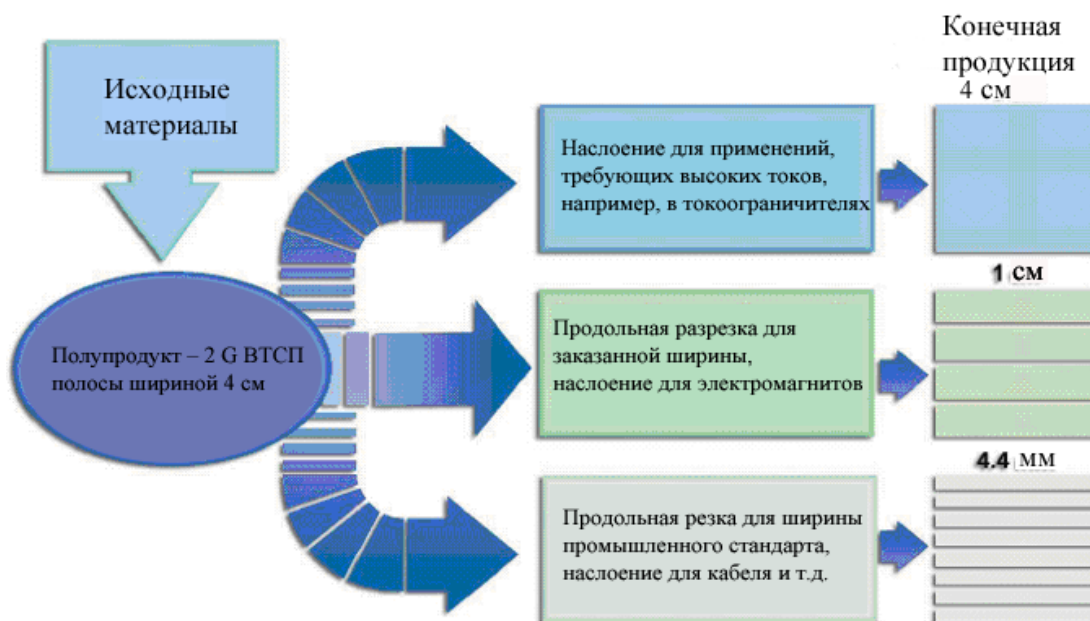 Исходные
материалы
Полупродукт – 2 G ВТСП
полосы шириной 4 см
Наслоение для применений,
требующих высоких токов,
например, в токоограничителях
Продольная разрезка для
заказанной ширины,
наслоение для электромагнитов
Продольная резка для ширины
промышленного стандарта,
наслоение для кабеля и т.д.
Конечная
продукция
4 см
1 см
4.4 мм